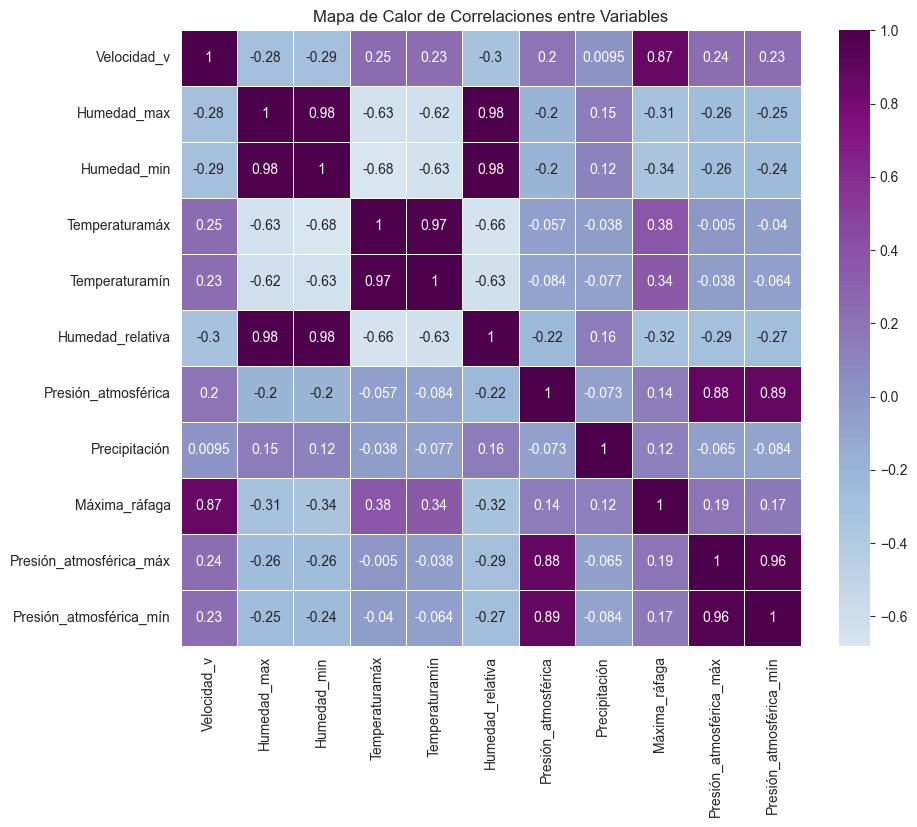 Mapa de Calor de Correlaciones entre Variables
Velocidad_v 1 -0.28 -0.29 0.25 0.23 -0.3 0.2 0.0095 0.87 0.24 0.23
Humedad_max -0.28 1 0.98 -0.63 -0.62 0.98 -0.2 0.15 -0.31 -0.26 -0.25
Humedad_min -0.29 0.98 1 -0.68 -0.63 0.98 -0.2 0.12 -0.34 -0.26 -0.24
Temperaturamáx 0.25 -0.63 -0.68 1 0.97 -0.66 -0.057 -0.038 0.38 -0.005 -0.04
Temperaturamín 0.23 -0.62 -0.63 0.97 1 -0.63 -0.084 -0.077 0.34 -0.038 -0.064
Humedad_relativa -0.3 0.98 0.98 -0.66 -0.63 1 -0.22 0.16 -0.32 -0.29 -0.27
Presión_atmosférica 0.2 -0.2 -0.2 -0.057 -0.084 -0.22 1 -0.073 0.14 0.88 0.89
Precipitación 0.0095 0.15 0.12 -0.038 -0.077 0.16 -0.073 1 0.12 -0.065 -0.084
Máxima_ráfaga 0.87 -0.31 -0.34 0.38 0.34 -0.32 0.14 0.12 1 0.19 0.17
Presión_atmosférica_máx 0.24 -0.26 -0.26 -0.005 -0.038 -0.29 0.88 -0.065 0.19 1 0.96
Presión_atmosférica_mín 0.23 -0.25 -0.24 -0.04 -0.064 -0.27 0.89 -0.084 0.17 0.96 1
Velocidad_v
Humedad_max
Humedad_min
Temperaturamáx
Temperaturamín
Humedad_relativa
Presión_atmosférica
Precipitación
Máxima_ráfaga
Presión_atmosférica_máx
Presión_atmosférica_mín
1.0
0.8
0.6
0.4
0.2
0.0
−0.2
−0.4
−0.6